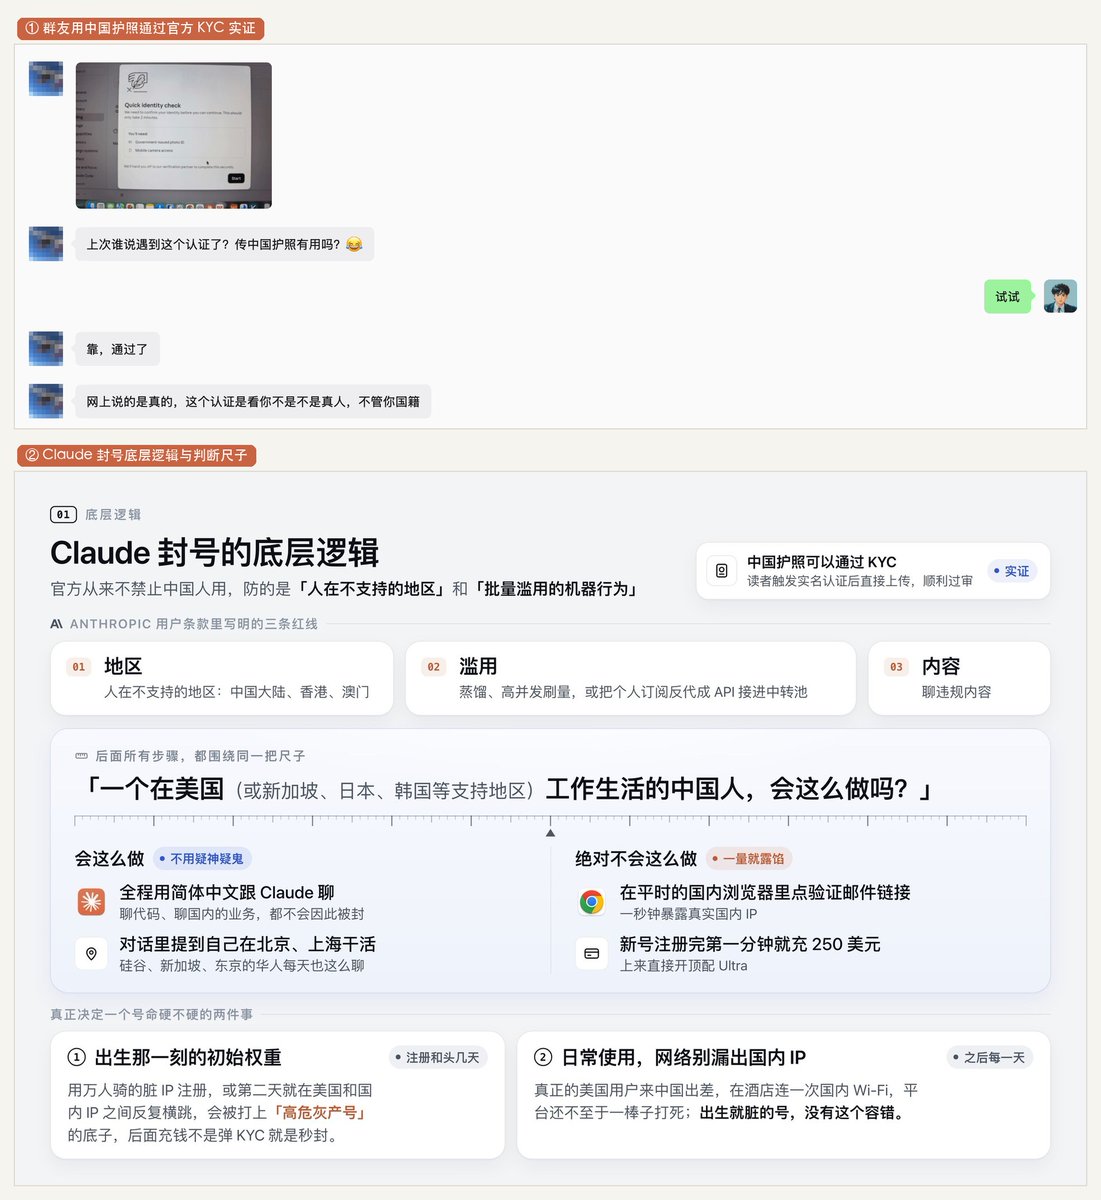 ① 群友用中国护照通过官方 KYC 实证
Quick identity check
We need to confirm your identity before you can continue. This should
only take 2 minutes.
You'll need:
Government-issued photo ID
Mobile camera access
Start
上次谁说遇到这个认证了？传中国护照有用吗？😂
试试
靠，通过了
网上说的是真的，这个认证是看你不是不是真人，不管你国籍
② Claude 封号底层逻辑与判断尺子
01 底层逻辑
Claude 封号的底层逻辑
官方从来不禁止中国人用，防的是「人在不支持的地区」和「批量滥用的机器行为」
中国护照可以通过 KYC
读者触发实名认证后直接上传，顺利过审
• 实证
ANTHROPIC 用户条款里写明的三条红线
01 地区
人在不支持的地区：中国大陆、香港、澳门
02 滥用
蒸馏、高并发刷量，或把个人订阅反代成 API 接进中转池
03 内容
聊违规内容
后面所有步骤，都围绕同一把尺子
「一个在美国（或新加坡、日本、韩国等支持地区）工作生活的中国人，会这么做吗？」
会这么做 • 不用疑神疑鬼
全程用简体中文跟 Claude 聊
聊代码、聊国内的业务，都不会因此被封
对话里提到自己在北京、上海干活
硅谷、新加坡、东京的华人每天也这么聊
绝对不会这么做 • 一量就露馅
在平时的国内浏览器里点验证邮件链接
一秒钟暴露真实国内 IP
新号注册完第一分钟就充 250 美元
上来直接开顶配 Ultra
真正决定一个号命硬不硬的两件事
① 出生那一刻的初始权重 • 注册和头几天
用万人骑的脏 IP 注册，或第二天就在美国和国
内 IP 之间反复横跳，会被打上「高危灰产号」
的底子，后面充钱不是弹 KYC 就是秒封。
② 日常使用，网络别漏出国内 IP • 之后每一天
真正的美国用户来中国出差，在酒店连一次国内 Wi-Fi，平
台还不至于一棒子打死；出生就脏的号，没有这个容错。